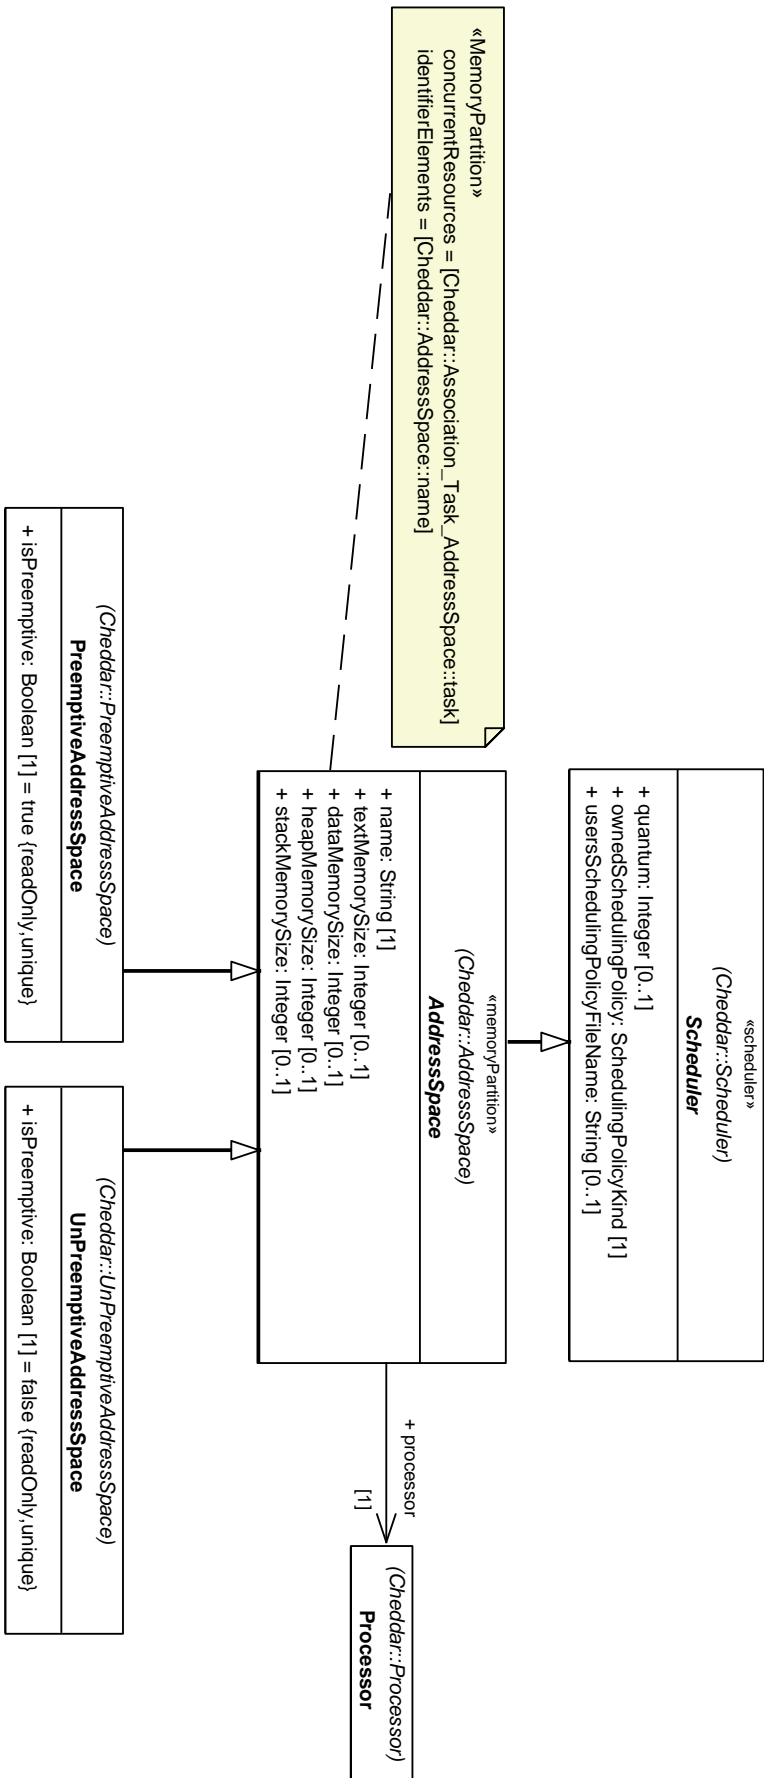 «MemoryPartition»
concurrentResources = [Cheddar::Association_Task_AddressSpace::task]
identifierElements = [Cheddar::AddressSpace::name]
«scheduler»
(Cheddar::Scheduler)
Scheduler
+ quantum: Integer [0..1]
+ ownedSchedulingPolicy: SchedulingPolicyKind [1]
+ usersSchedulingPolicyFileName: String [0..1]
«memoryPartition»
(Cheddar::AddressSpace)
AddressSpace
+ name: String [1]
+ textMemorySize: Integer [0..1]
+ dataMemorySize: Integer [0..1]
+ heapMemorySize: Integer [0..1]
+ stackMemorySize: Integer [0..1]
+ processor
[1]
(Cheddar::Processor)
Processor
(Cheddar::PreemptiveAddressSpace)
PreemptiveAddressSpace
+ isPreemptive: Boolean [1] = true {readOnly,unique}
(Cheddar::UnPreemptiveAddressSpace)
UnPreemptiveAddressSpace
+ isPreemptive: Boolean [1] = false {readOnly,unique}